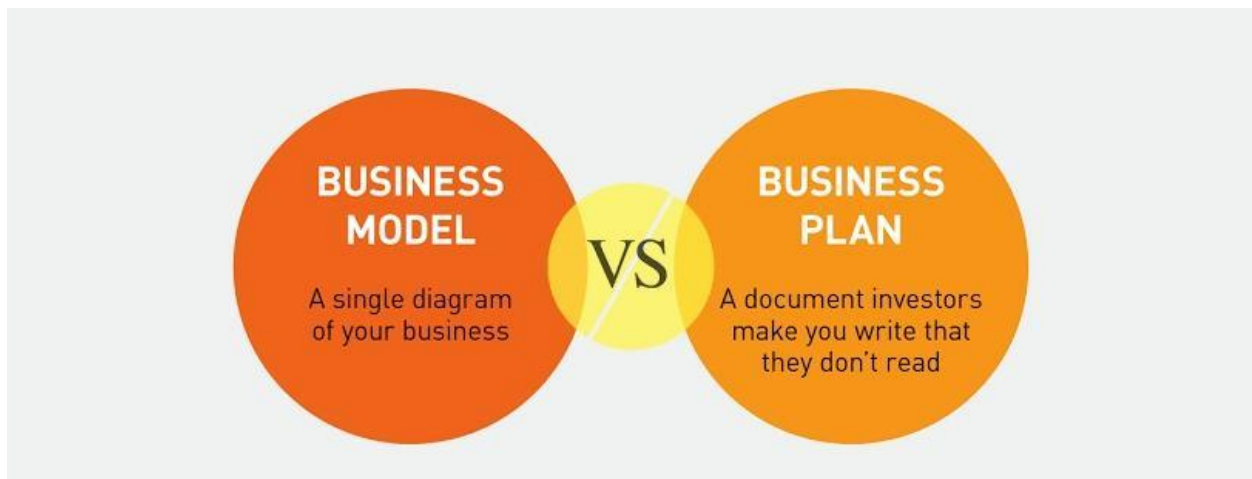 BUSINESS
MODEL
A single diagram
of your business
VS
BUSINESS
PLAN
A document investors
make you write that
they don't read